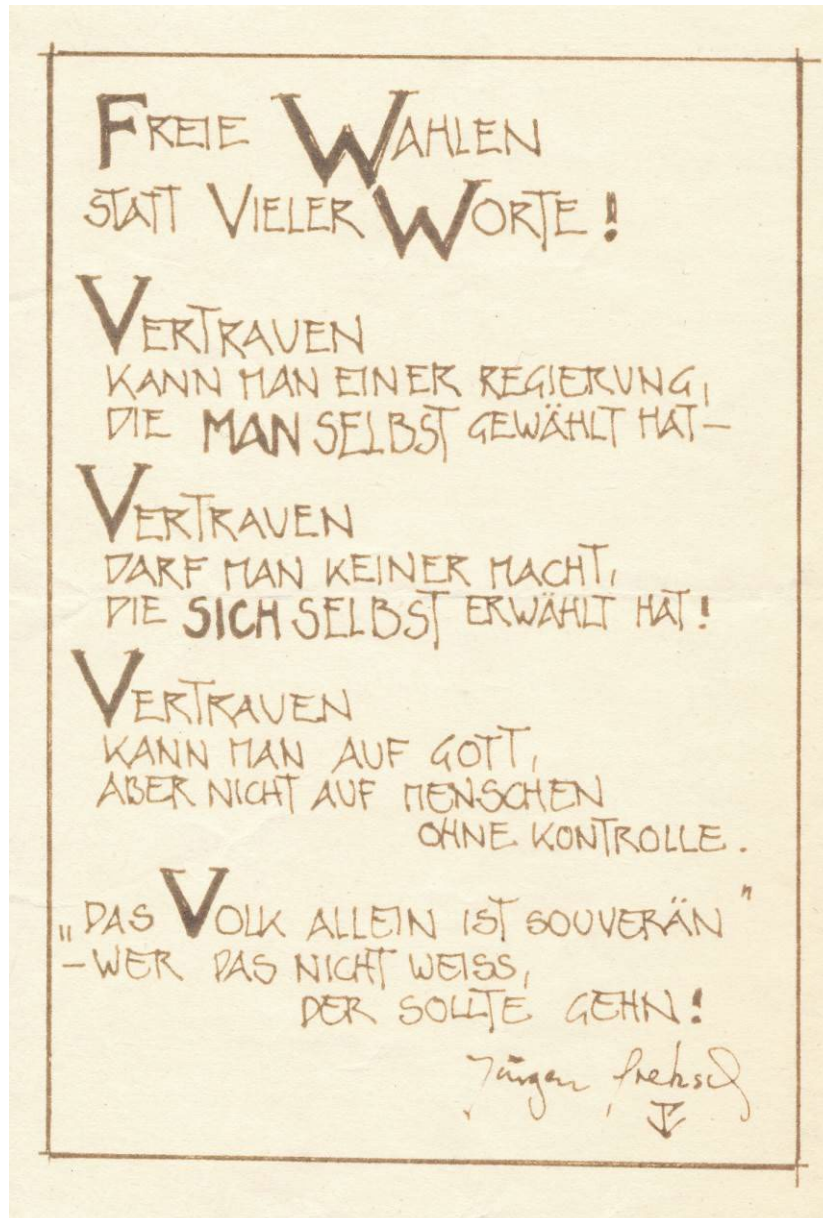 FREIE WAHLEN
STATT VIELER WORTE!
VERTRAUEN
KANN MAN EINER REGIERUNG,
DIE MAN SELBST GEWÄHLT HAT—
VERTRAUEN
DARF MAN KEINER MACHT,
DIE SICH SELBST ERWÄHLT HAT!
VERTRAUEN
KANN MAN AUF GOTT,
ABER NICHT AUF MENSCHEN
OHNE KONTROLLE.
„DAS VOLK ALLEIN IST SOUVERÄN"
— WER DAS NICHT WEISS,
DER SOLLTE GEHN!
Jürgen